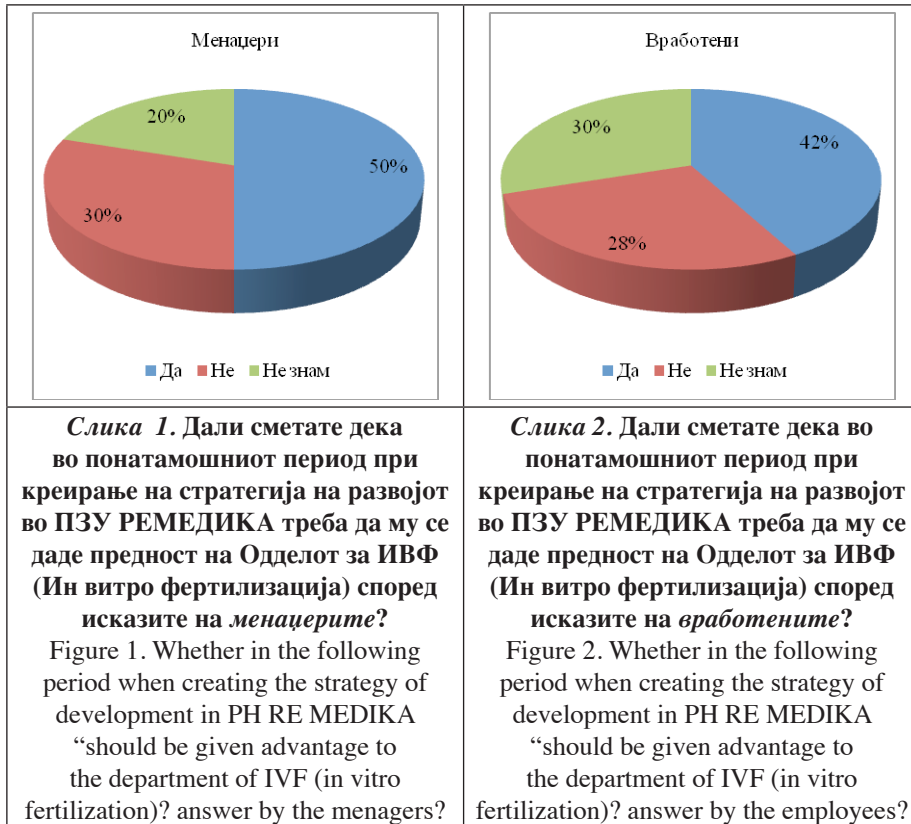 Менаџери
20%
50%
30%
Да Не Не знам
Слика 1. Дали сметате дека
во понатамошниот период при
креирање на стратегија на развојот
во ПЗУ РЕМЕДИКА треба да му се
даде предност на Одделот за ИВФ
(Ин витро фертилизација) според
исказите на менаџерите?
Figure 1. Whether in the following
period when creating the strategy of
development in PH RE MEDIKA
“should be given advantage to
the department of IVF (in vitro
fertilization)? answer by the menagers?
Вработени
30%
42%
28%
Да Не Не знам
Слика 2. Дали сметате дека во
понатамошниот период при
креирање на стратегија на развојот
во ПЗУ РЕМЕДИКА треба да му се
даде предност на Одделот за ИВФ
(Ин витро фертилизација) според
исказите на вработените?
Figure 2. Whether in the following
period when creating the strategy of
development in PH RE MEDIKA
“should be given advantage to
the department of IVF (in vitro
fertilization)? answer by the employees?